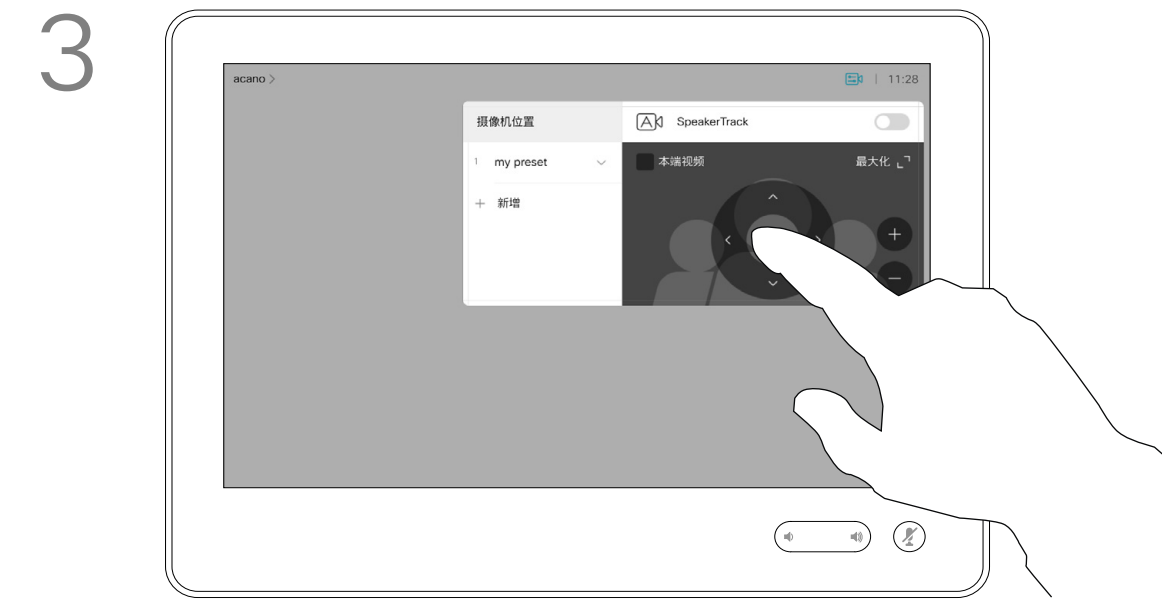 3
acano >
11:28
摄像机位置
SpeakerTrack
1 my preset
本端视频
最大化
+ 新增